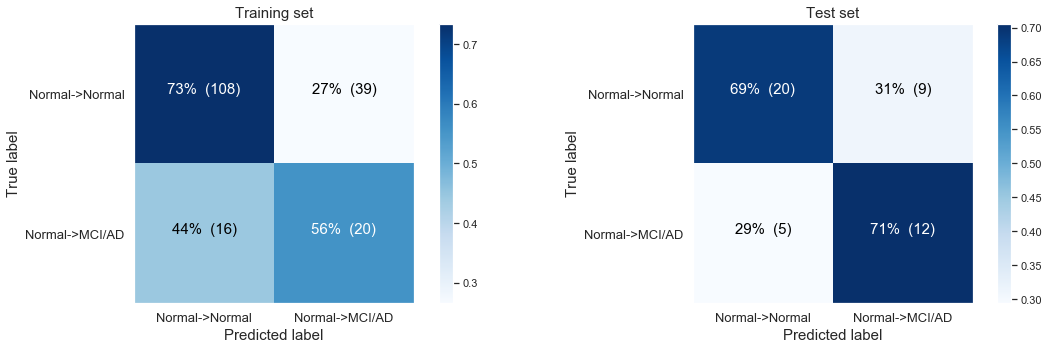 Training set
True label
Normal->Normal
73% (108)
27% (39)
Normal->MCI/AD
44% (16)
56% (20)
Normal->Normal
Normal->MCI/AD
Predicted label
0.7
0.6
0.5
0.4
0.3
Test set
True label
Normal->Normal
69% (20)
31% (9)
Normal->MCI/AD
29% (5)
71% (12)
Normal->Normal
Normal->MCI/AD
Predicted label
0.70
0.65
0.60
0.55
0.50
0.45
0.40
0.35
0.30